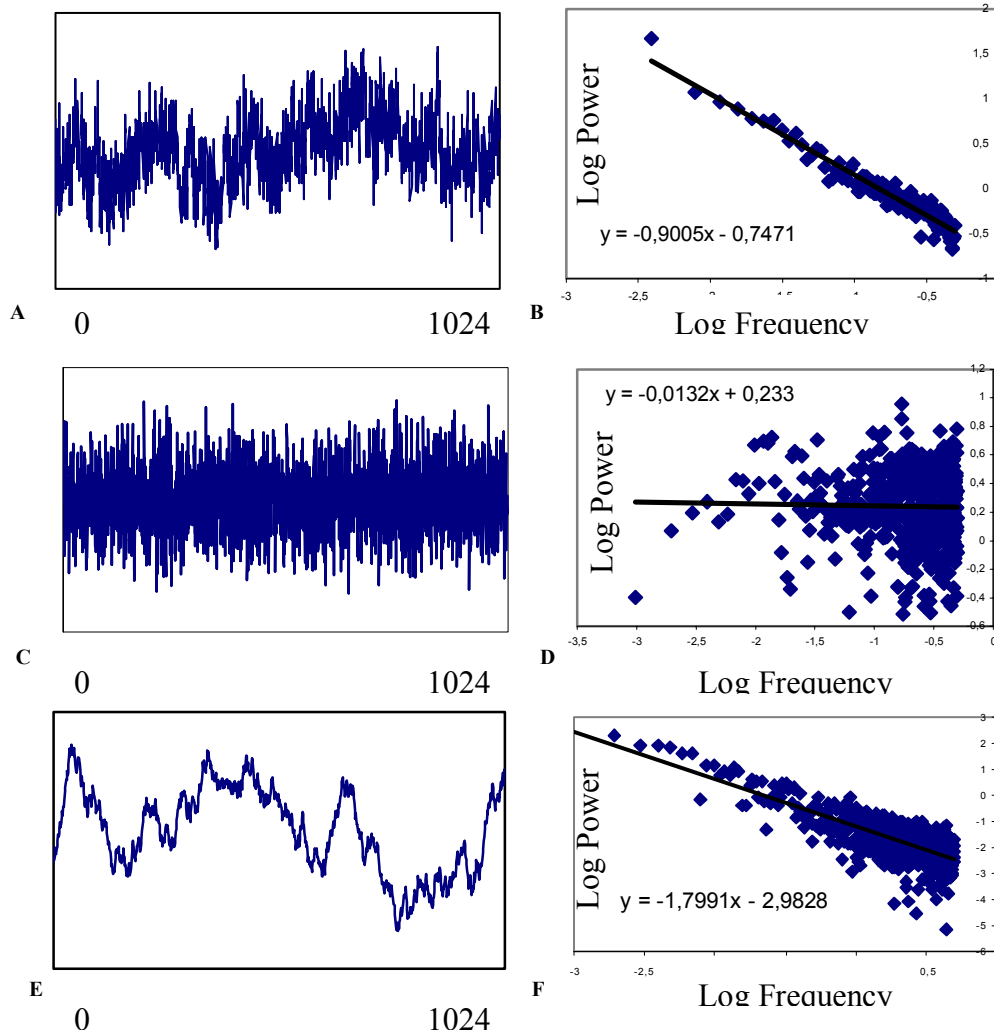 A
0 1024
2
1,5
1
0,5
0
-0,5
-1
Log Power
y = -0,9005x - 0,7471
-3 -2,5 -1,5 -1 -0,5
B
Log Frequency
C
0 1024
1,2
1
0,8
0,6
0,4
0,2
0
-0,2
-0,4
Log Power
y = -0,0132x + 0,233
-3,5 -3 -2,5 -2 -1,5 -1 -0,5 0
D
Log Frequency
E
0 1024
3
2
1
0
-1
-2
-3
-4
-5
-6
Log Power
y = -1,7991x - 2,9828
-3 -2,5 0,5
F
Log Frequency